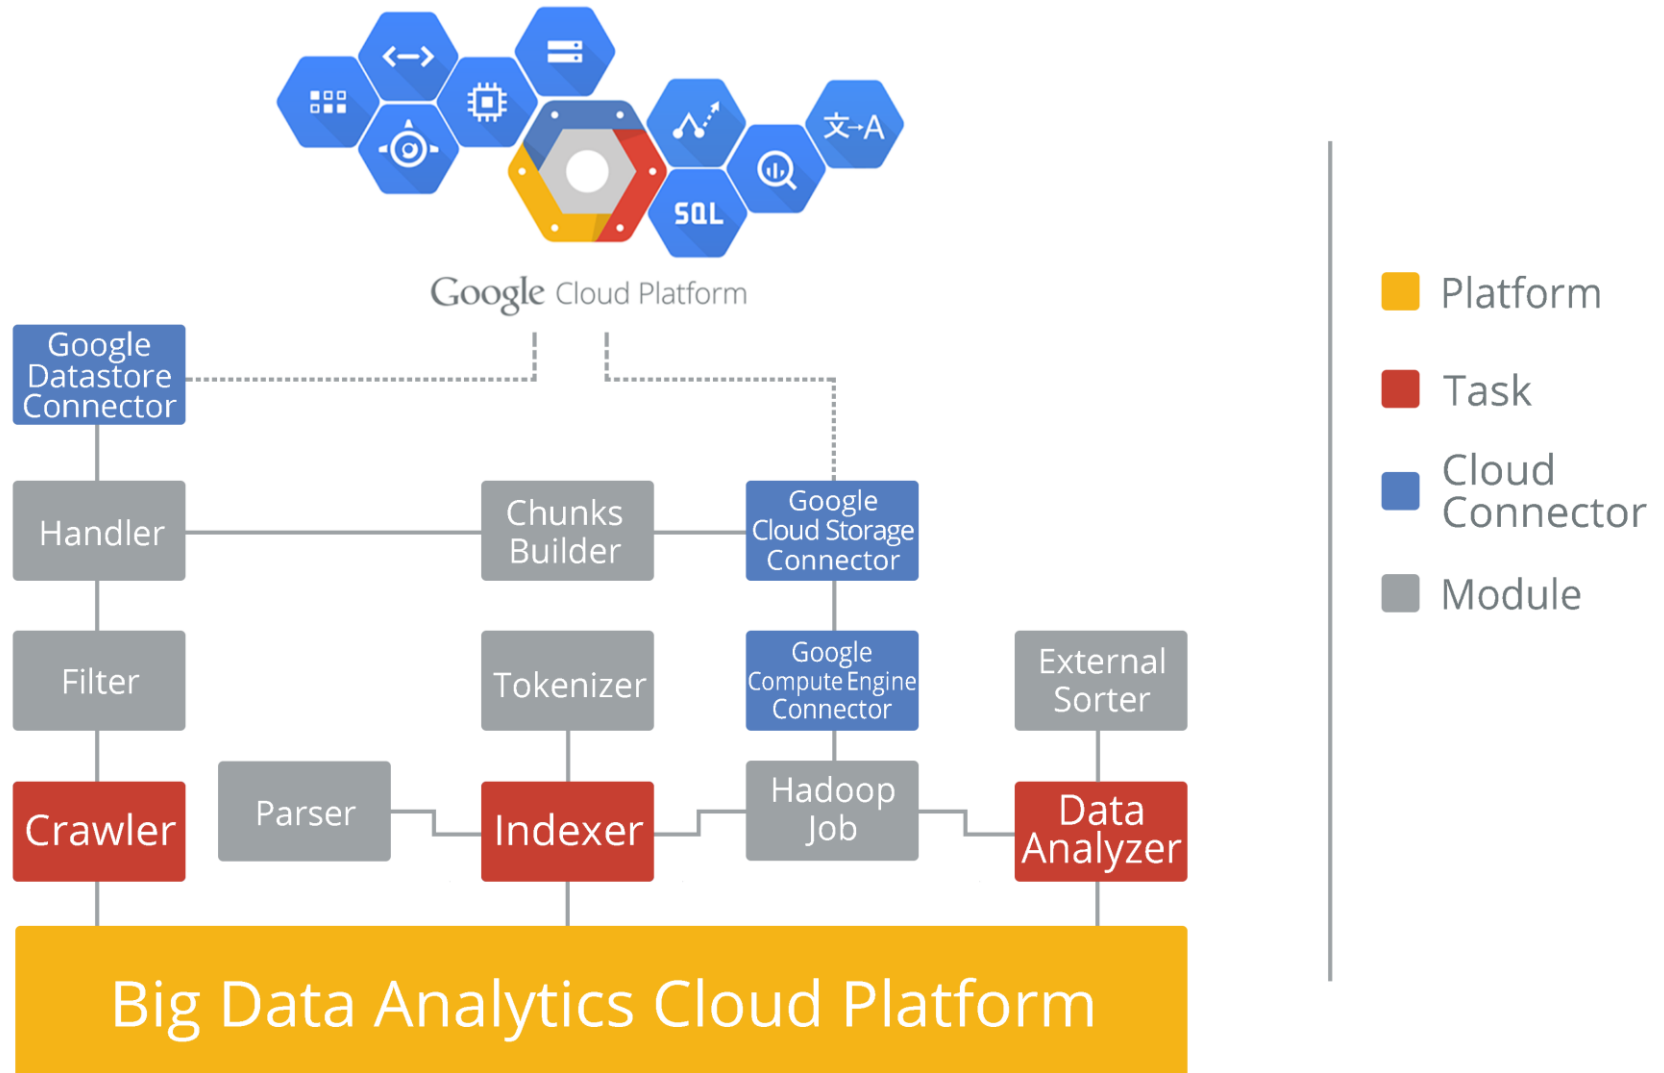 文→A
SQL
Google Cloud Platform
Google
Datastore
Connector
Handler
Chunks
Builder
Google
Cloud Storage
Connector
Filter
Tokenizer
Google
Compute Engine
Connector
External
Sorter
Crawler
Parser
Indexer
Hadoop
Job
Data
Analyzer
Big Data Analytics Cloud Platform
Platform
Task
Cloud
Connector
Module